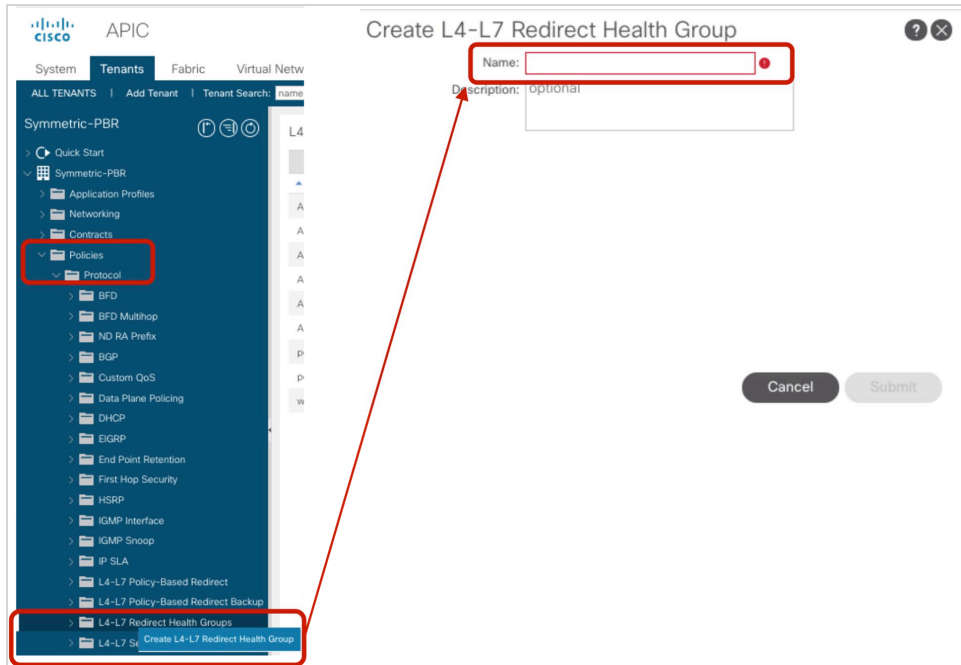 cisco
APIC
System Tenants Fabric Virtual Netw
ALL TENANTS | Add Tenant | Tenant Search: name
Symmetric-PBR
Quick Start
Symmetric-PBR
Application Profiles
Networking
Contracts
Policies
Protocol
BFD
BFD Multihop
ND RA Prefix
BGP
Custom QoS
Data Plane Policing
DHCP
EIGRP
End Point Retention
First Hop Security
HSRP
IGMP Interface
IGMP Snoop
IP SLA
L4-L7 Policy-Based Redirect
L4-L7 Policy-Based Redirect Backup
L4-L7 Redirect Health Groups
L4-L7 Se
Create L4-L7 Redirect Health Group
L4
A
A
A
A
A
A
p
p
w
Create L4-L7 Redirect Health Group
?
Name:
Description: optional
Cancel Submit